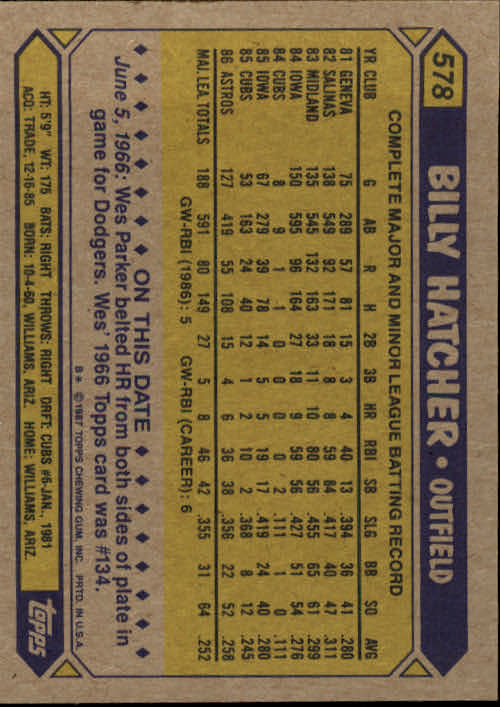 578
BILLY HATCHER • OUTFIELD
COMPLETE MAJOR AND MINOR LEAGUE BATTING RECORD
YR CLUB G AB R H 2B 3B HR RBI SB SLG BB SO AVG
81 GENEVA 75 289 57 81 15 3 4 40 13 .394 36 41 .280
82 SALINAS 138 549 92 171 18 8 8 59 84 .417 40 47 .311
83 MIDLAND 135 545 132 163 33 11 10 80 56 .455 65 61 .299
84 IOWA 150 595 96 164 27 18 9 59 56 .427 51 54 .276
84 CUBS 8 9 1 1 0 0 0 0 2 .111 1 0 .111
85 IOWA 67 279 39 78 14 5 5 19 17 .419 24 40 .280
85 CUBS 53 163 24 40 12 1 2 10 2 .368 8 12 .245
86 ASTROS 127 419 55 108 15 4 6 36 38 .356 22 52 .258
MAJ. LEA. TOTALS 188 591 80 149 27 5 8 46 42 .355 31 64 .252
GW-RBI (1986): 5 GW-RBI (CAREER): 6
ON THIS DATE
June 5, 1966: Wes Parker belted HR from both sides of plate in
game for Dodgers. Wes' 1966 Topps card was #134.
B* © 1987 TOPPS CHEWING GUM, INC. PRTD. IN U.S.A.
HT: 5'9" WT: 175 BATS: RIGHT THROWS: RIGHT DRFT: CUBS #6-JAN., 1981
ACQ: TRADE, 12-16-85 BORN: 10-4-60, WILLIAMS, ARIZ. HOME: WILLIAMS, ARIZ.
topps